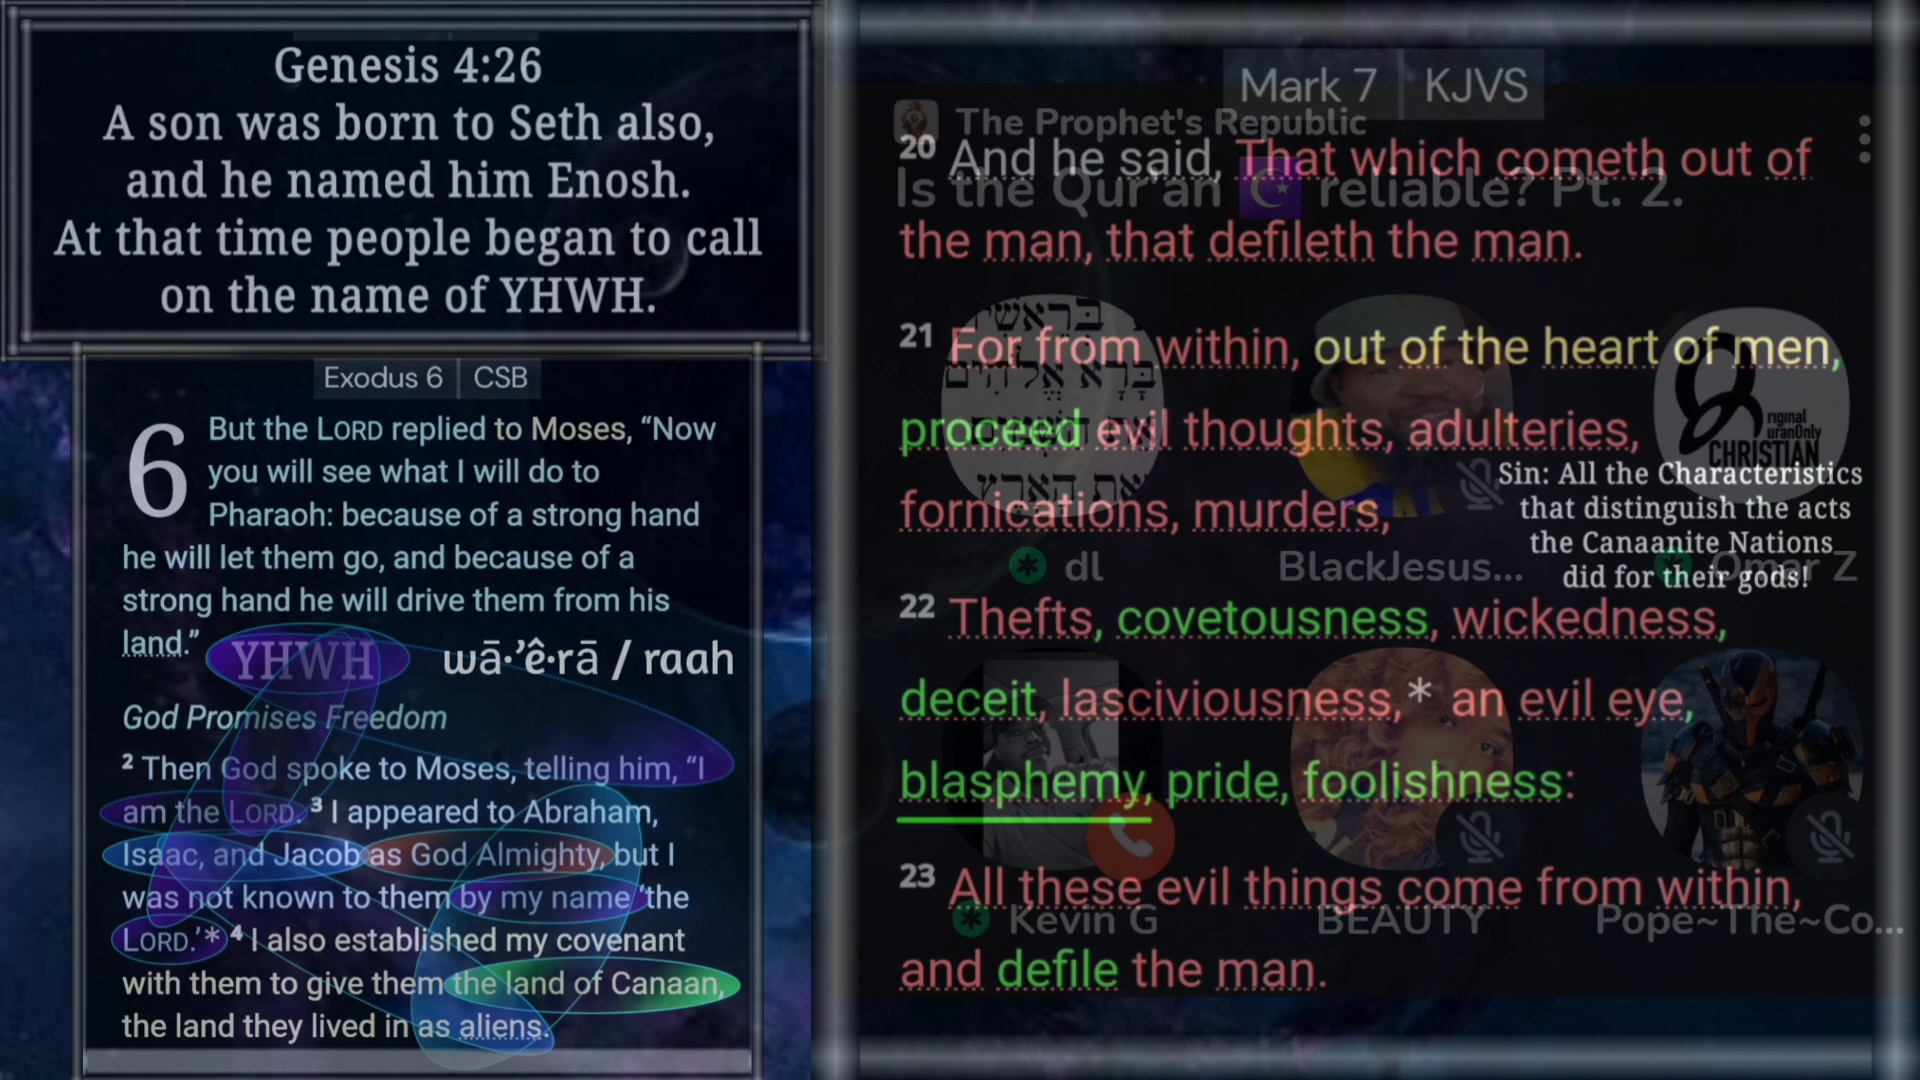 Genesis 4:26
A son was born to Seth also,
and he named him Enosh.
At that time people began to call
on the name of YHWH.
Exodus 6 | CSB
6 But the LORD replied to Moses, “Now
you will see what I will do to
Pharaoh: because of a strong hand
he will let them go, and because of a
strong hand he will drive them from his
land.”
YHWH
wā·’ê·rā / raah
God Promises Freedom
2 Then God spoke to Moses, telling him, “I
am the LORD. 3 I appeared to Abraham,
Isaac, and Jacob as God Almighty, but I
was not known to them by my name ‘the
LORD.’* 4 I also established my covenant
with them to give them the land of Canaan,
the land they lived in as aliens.
Mark 7 | KJVS
The Prophet's Republic
20 And he said, That which cometh out of
Is the Qur'an ☪ reliable? Pt. 2.
the man, that defileth the man.
בראשית
ברא אלהים
את הארץ
21 For from within, out of the heart of men,
proceed evil thoughts, adulteries,
riginal
uranOnly
CHRISTIAN
Sin: All the Characteristics
that distinguish the acts
the Canaanite Nations
did for their gods!
fornications, murders,
dl
BlackJesus...
Omar Z
22 Thefts, covetousness, wickedness,
deceit, lasciviousness,* an evil eye,
blasphemy, pride, foolishness:
23 All these evil things come from within,
Kevin G
BEAUTY
Pope~The~Co...
and defile the man.